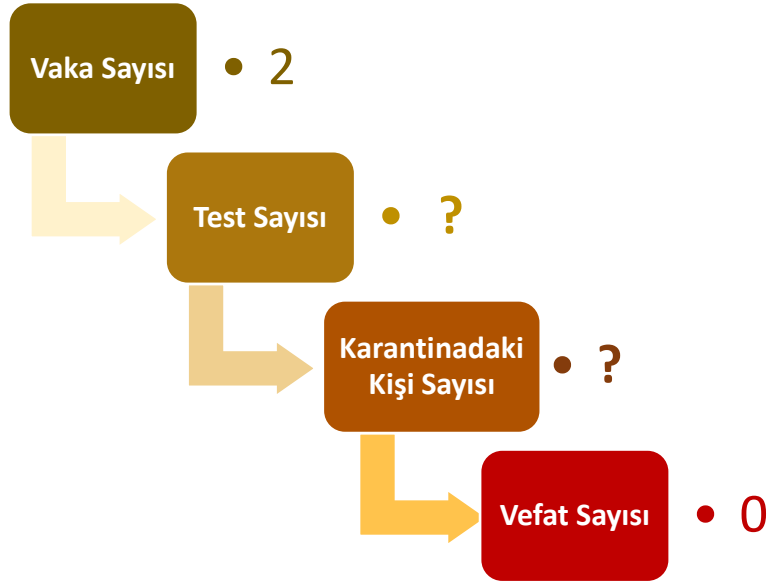 Vaka Sayısı • 2
Test Sayısı • ?
Karantinadaki
Kişi Sayısı • ?
Vefat Sayısı • 0